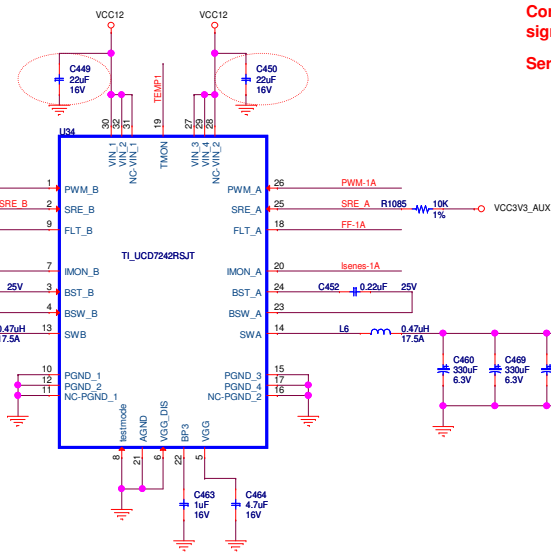 Con
sign
Ser
VCC12
VCC12
C449
22uF
16V
C450
22uF
16V
TEMP1
30
32
31
19
27
29
28
U34
VIN_1
VIN_2
NC-VIN_1
TMON
VIN_3
VIN_4
NC-VIN_2
1
PWM_B
PWM_A
26
PWM-1A
SRE_B
2
SRE_B
SRE_A
25
SRE_A
R1085
10K
1%
VCC3V3_AUX
9
FLT_B
FLT_A
18
FF-1A
TI_UCD7242RSJT
7
IMON_B
IMON_A
20
Isenes-1A
25V
3
BST_B
BST_A
24
C452
0.22uF
25V
4
BSW_B
BSW_A
23
0.47uH
17.5A
13
SWB
SWA
14
L6
0.47uH
17.5A
C460
330uF
6.3V
C469
330uF
6.3V
10
PGND_1
PGND_3
15
12
PGND_2
PGND_4
17
11
NC-PGND_1
NC-PGND_2
16
testmode
AGND
VGG_DIS
BP3
VGG
8
21
6
22
5
C463
1uF
16V
C464
4.7uF
16V